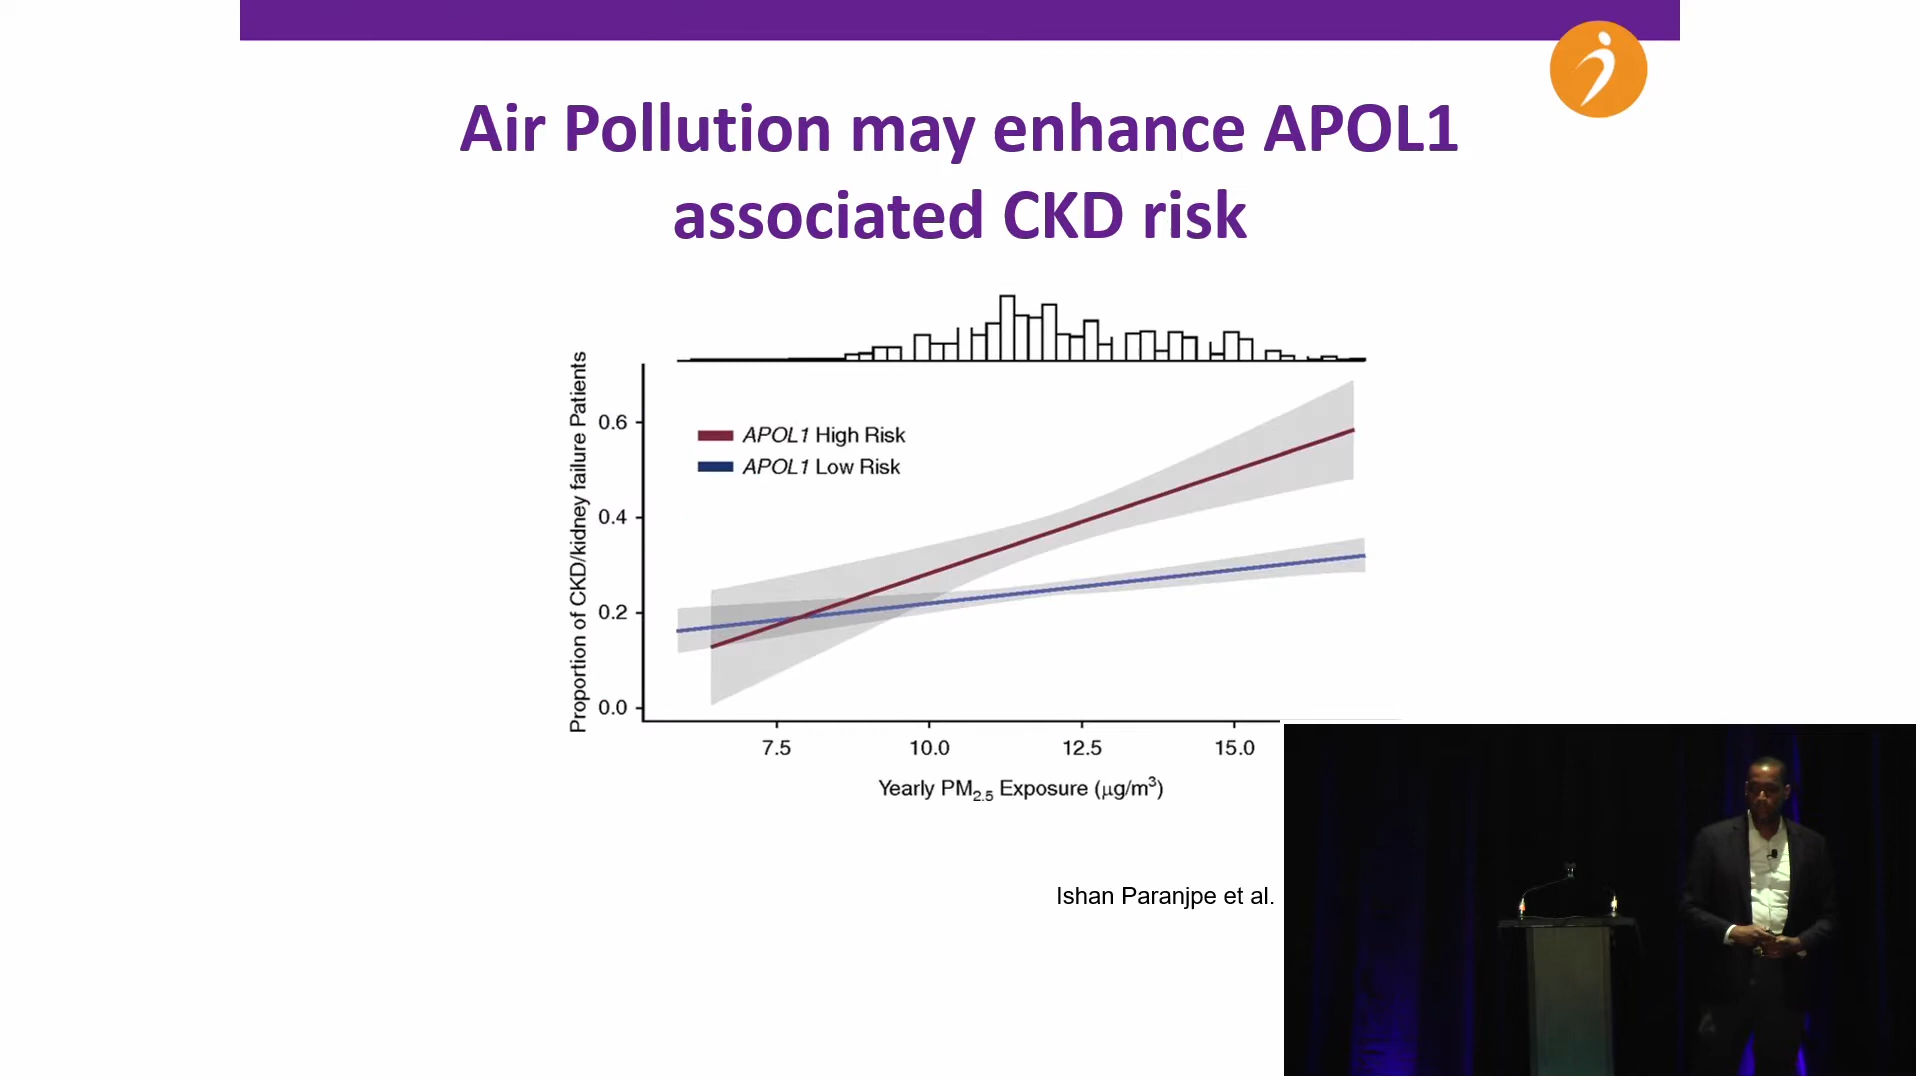 Air Pollution may enhance APOL1
associated CKD risk
Proportion of CKD/kidney failure Patients
0.6
0.4
0.2
0.0
APOL1 High Risk
APOL1 Low Risk
7.5 10.0 12.5 15.0
Yearly PM2.5 Exposure (µg/m3)
Ishan Paranjpe et al.